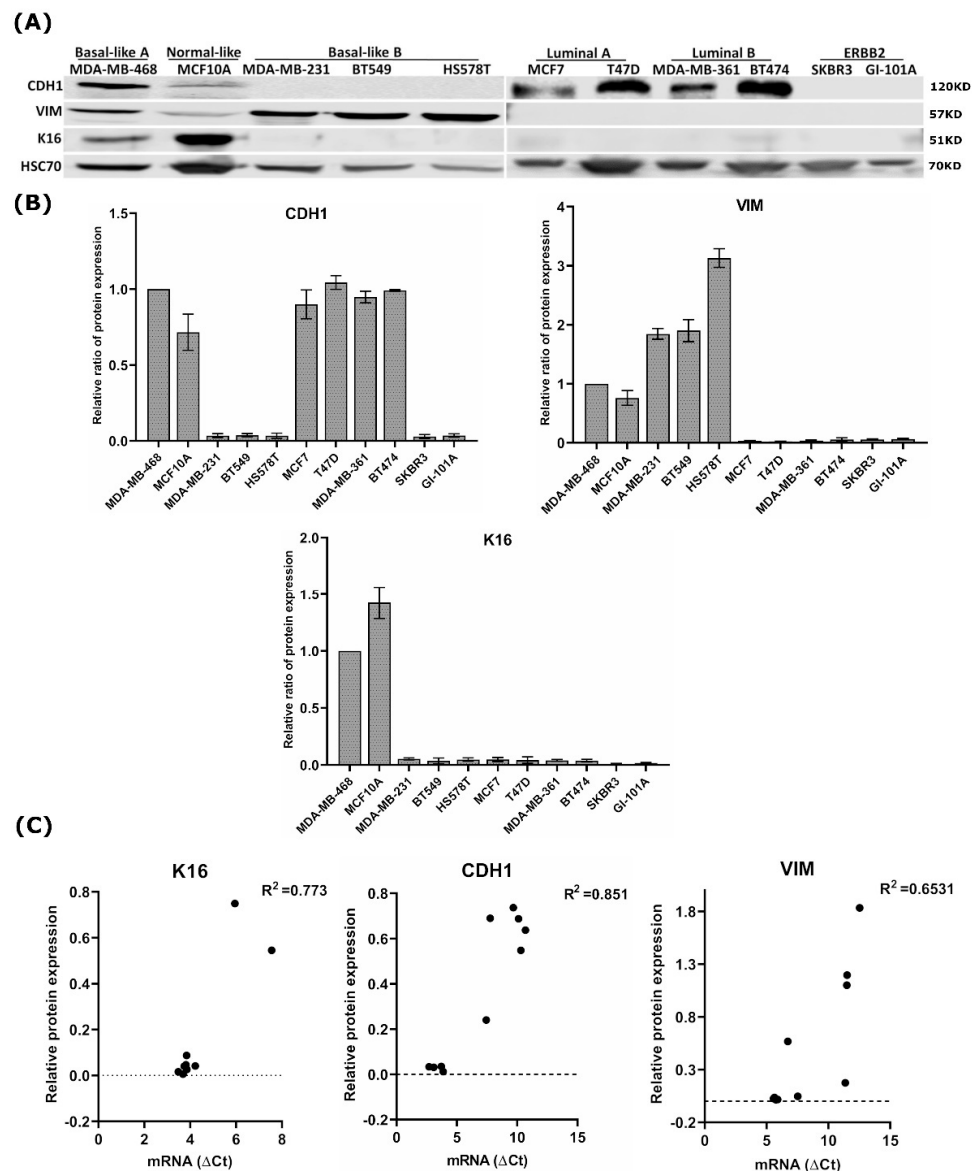 (A)
Basal-like A Normal-like Basal-like B Luminal A Luminal B ERBB2
MDA-MB-468 MCF10A MDA-MB-231 BT549 HS578T MCF7 T47D MDA-MB-361 BT474 SKBR3 GI-101A
CDH1 120KD
VIM 57KD
K16 51KD
HSC70 70KD
(B)
CDH1
Relative ratio of protein expression
1.5
1.0
0.5
0.0
MDA-MB-468 MCF10A MDA-MB-231 BT549 HS578T MCF7 T47D MDA-MB-361 BT474 SKBR3 GI-101A
VIM
Relative ratio of protein expression
4
3
2
1
0
MDA-MB-468 MCF10A MDA-MB-231 BT549 HS578T MCF7 T47D MDA-MB-361 BT474 SKBR3 GI-101A
K16
Relative ratio of protein expression
2.0
1.5
1.0
0.5
0.0
MDA-MB-468 MCF10A MDA-MB-231 BT549 HS578T MCF7 T47D MDA-MB-361 BT474 SKBR3 GI-101A
(C)
K16
R² =0.773
Relative protein expression
0.8
0.6
0.4
0.2
0.0
-0.2
0 2 4 6 8
mRNA (ΔCt)
CDH1
R² =0.851
Relative protein expression
0.8
0.6
0.4
0.2
0.0
-0.2
0 5 10 15
mRNA (ΔCt)
VIM
R² =0.6531
Relative protein expression
1.8
1.3
0.8
0.3
-0.2
0 5 10 15
mRNA (ΔCt)